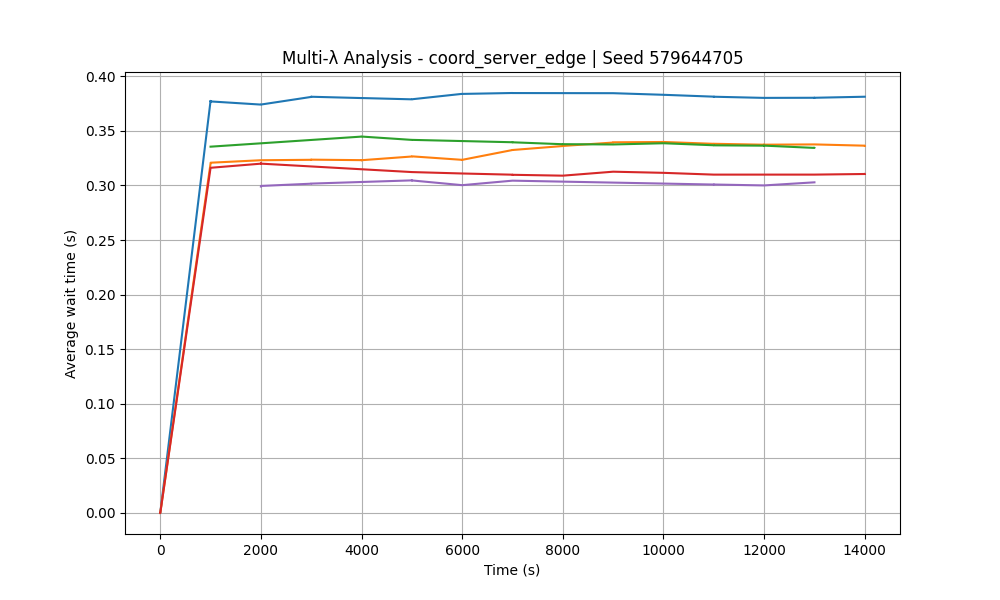 Multi-λ Analysis - coord_server_edge | Seed 579644705
0.40
0.35
0.30
0.25
0.20
0.15
0.10
0.05
0.00
Average wait time (s)
0 2000 4000 6000 8000 10000 12000 14000
Time (s)